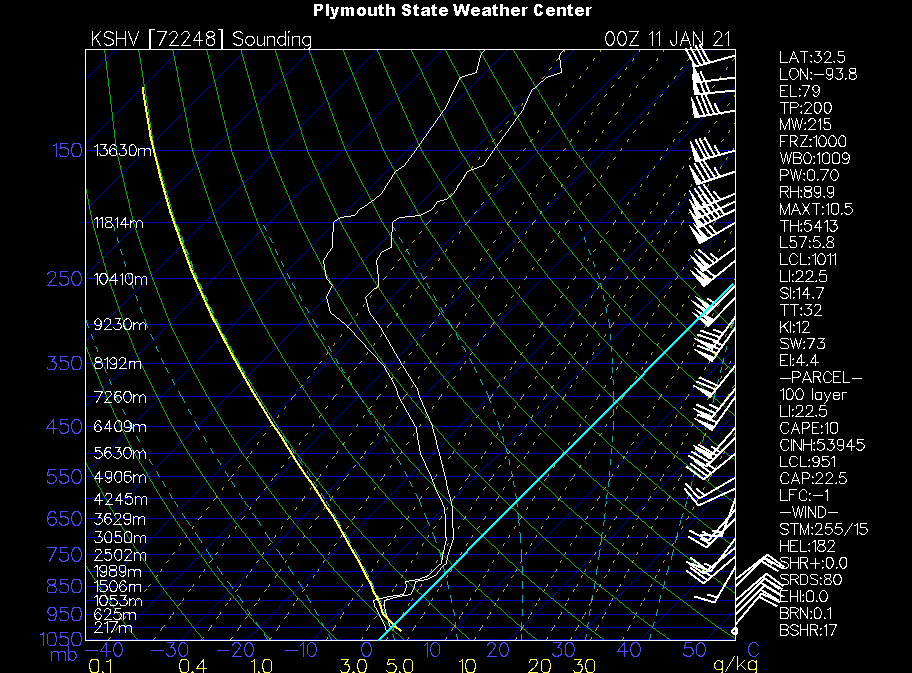 Plymouth State Weather Center
KSHV [72248] Sounding 00Z 11 JAN 21
LAT:32.5
LON:-93.8
EL:79
TP:200
MW:215
FRZ:1000
WB0:1009
PW:0.70
RH:89.9
MAXT:10.5
TH:5413
L57:5.8
LCL:1011
LI:22.5
SI:14.7
TT:32
KI:12
SW:73
EI:4.4
-PARCEL-
100 layer
LI:22.5
CAPE:10
CINH:53945
LCL:951
CAP:22.5
LFC:-1
-WIND-
STM:255/15
HEL:182
SHR+:0.0
SRDS:80
EHI:0.0
BRN:0.1
BSHR:17
150 13630m
11814m
250 10410m
9230m
350 8192m
7260m
450 6409m
5630m
550 4906m
4245m
650 3629m
3050m
750 2502m
1989m
850 1506m
1053m
950 625m
217m
1050
mb -40 -30 -20 -10 0 10 20 30 40 50 C
0.1 0.4 1.0 3.0 5.0 10 20 30 g/kg